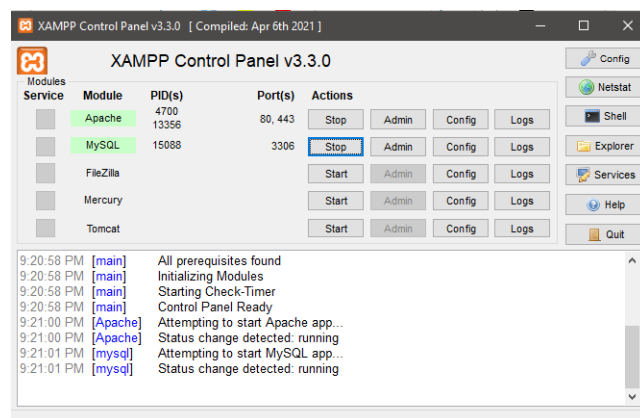 XAMPP Control Panel v3.3.0 [ Compiled: Apr 6th 2021 ]
XAMPP Control Panel v3.3.0
Config
Modules
Service Module PID(s) Port(s) Actions
Netstat
Apache 4700 13356 80, 443 Stop Admin Config Logs
Shell
MySQL 15088 3306 Stop Admin Config Logs
Explorer
FileZilla Start Admin Config Logs
Services
Mercury Start Admin Config Logs
Help
Tomcat Start Admin Config Logs
Quit
9:20:58 PM [main] All prerequisites found
9:20:58 PM [main] Initializing Modules
9:20:58 PM [main] Starting Check-Timer
9:20:58 PM [main] Control Panel Ready
9:21:00 PM [Apache] Attempting to start Apache app...
9:21:00 PM [Apache] Status change detected: running
9:21:01 PM [mysql] Attempting to start MySQL app...
9:21:01 PM [mysql] Status change detected: running